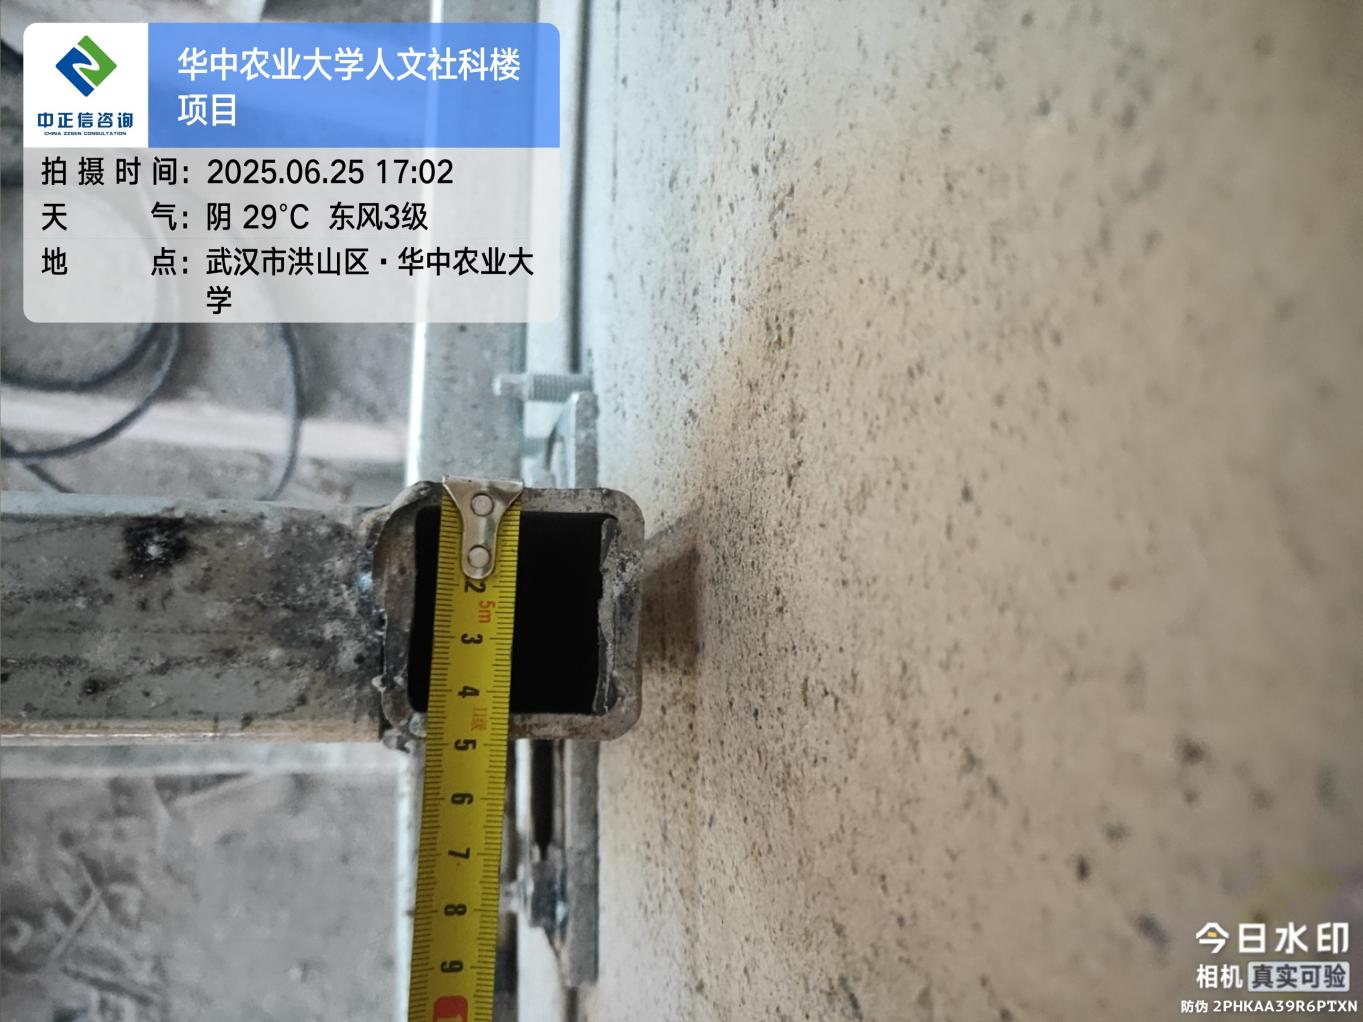 华中农业大学人文社科楼
项目
中正信咨询
CHINA ZZSEN CONSULTATION
拍摄时间：2025.06.25 17:02
天气：阴 29℃ 东风3级
地点：武汉市洪山区·华中农业大
学
2
5m
3
4
5
6
7
8
9
今日水印
相机 真实可验
防伪 2PHKAA39R6PTXN